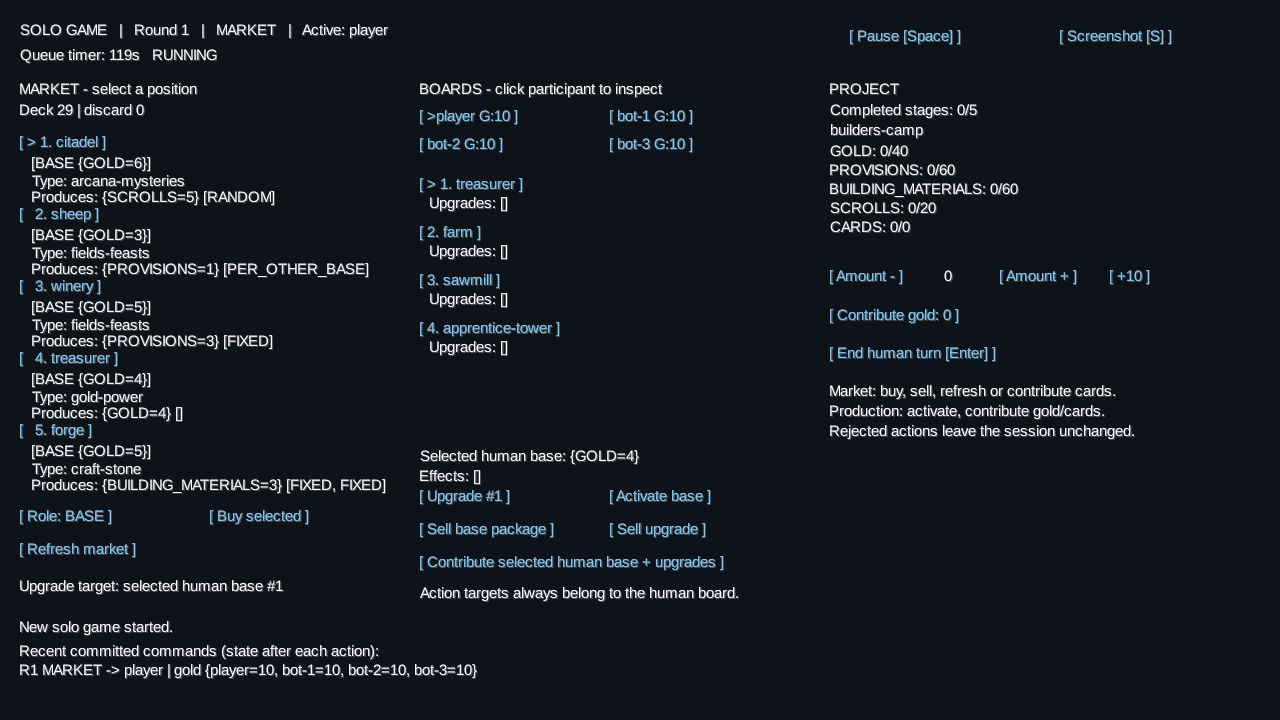 SOLO GAME | Round 1 | MARKET | Active: player
Queue timer: 119s RUNNING
[ Pause [Space] ]
[ Screenshot [S] ]
MARKET - select a position
Deck 29 | discard 0
[ > 1. citadel ]
[BASE {GOLD=6}]
Type: arcana-mysteries
Produces: {SCROLLS=5} [RANDOM]
[ 2. sheep ]
[BASE {GOLD=3}]
Type: fields-feasts
Produces: {PROVISIONS=1} [PER_OTHER_BASE]
[ 3. winery ]
[BASE {GOLD=5}]
Type: fields-feasts
Produces: {PROVISIONS=3} [FIXED]
[ 4. treasurer ]
[BASE {GOLD=4}]
Type: gold-power
Produces: {GOLD=4} []
[ 5. forge ]
[BASE {GOLD=5}]
Type: craft-stone
Produces: {BUILDING_MATERIALS=3} [FIXED, FIXED]
[ Role: BASE ]
[ Buy selected ]
[ Refresh market ]
Upgrade target: selected human base #1
BOARDS - click participant to inspect
[ >player G:10 ]
[ bot-1 G:10 ]
[ bot-2 G:10 ]
[ bot-3 G:10 ]
[ > 1. treasurer ]
Upgrades: []
[ 2. farm ]
Upgrades: []
[ 3. sawmill ]
Upgrades: []
[ 4. apprentice-tower ]
Upgrades: []
Selected human base: {GOLD=4}
Effects: []
[ Upgrade #1 ]
[ Activate base ]
[ Sell base package ]
[ Sell upgrade ]
[ Contribute selected human base + upgrades ]
Action targets always belong to the human board.
PROJECT
Completed stages: 0/5
builders-camp
GOLD: 0/40
PROVISIONS: 0/60
BUILDING_MATERIALS: 0/60
SCROLLS: 0/20
CARDS: 0/0
[ Amount - ]
0
[ Amount + ]
[ +10 ]
[ Contribute gold: 0 ]
[ End human turn [Enter] ]
Market: buy, sell, refresh or contribute cards.
Production: activate, contribute gold/cards.
Rejected actions leave the session unchanged.
New solo game started.
Recent committed commands (state after each action):
R1 MARKET -> player | gold {player=10, bot-1=10, bot-2=10, bot-3=10}